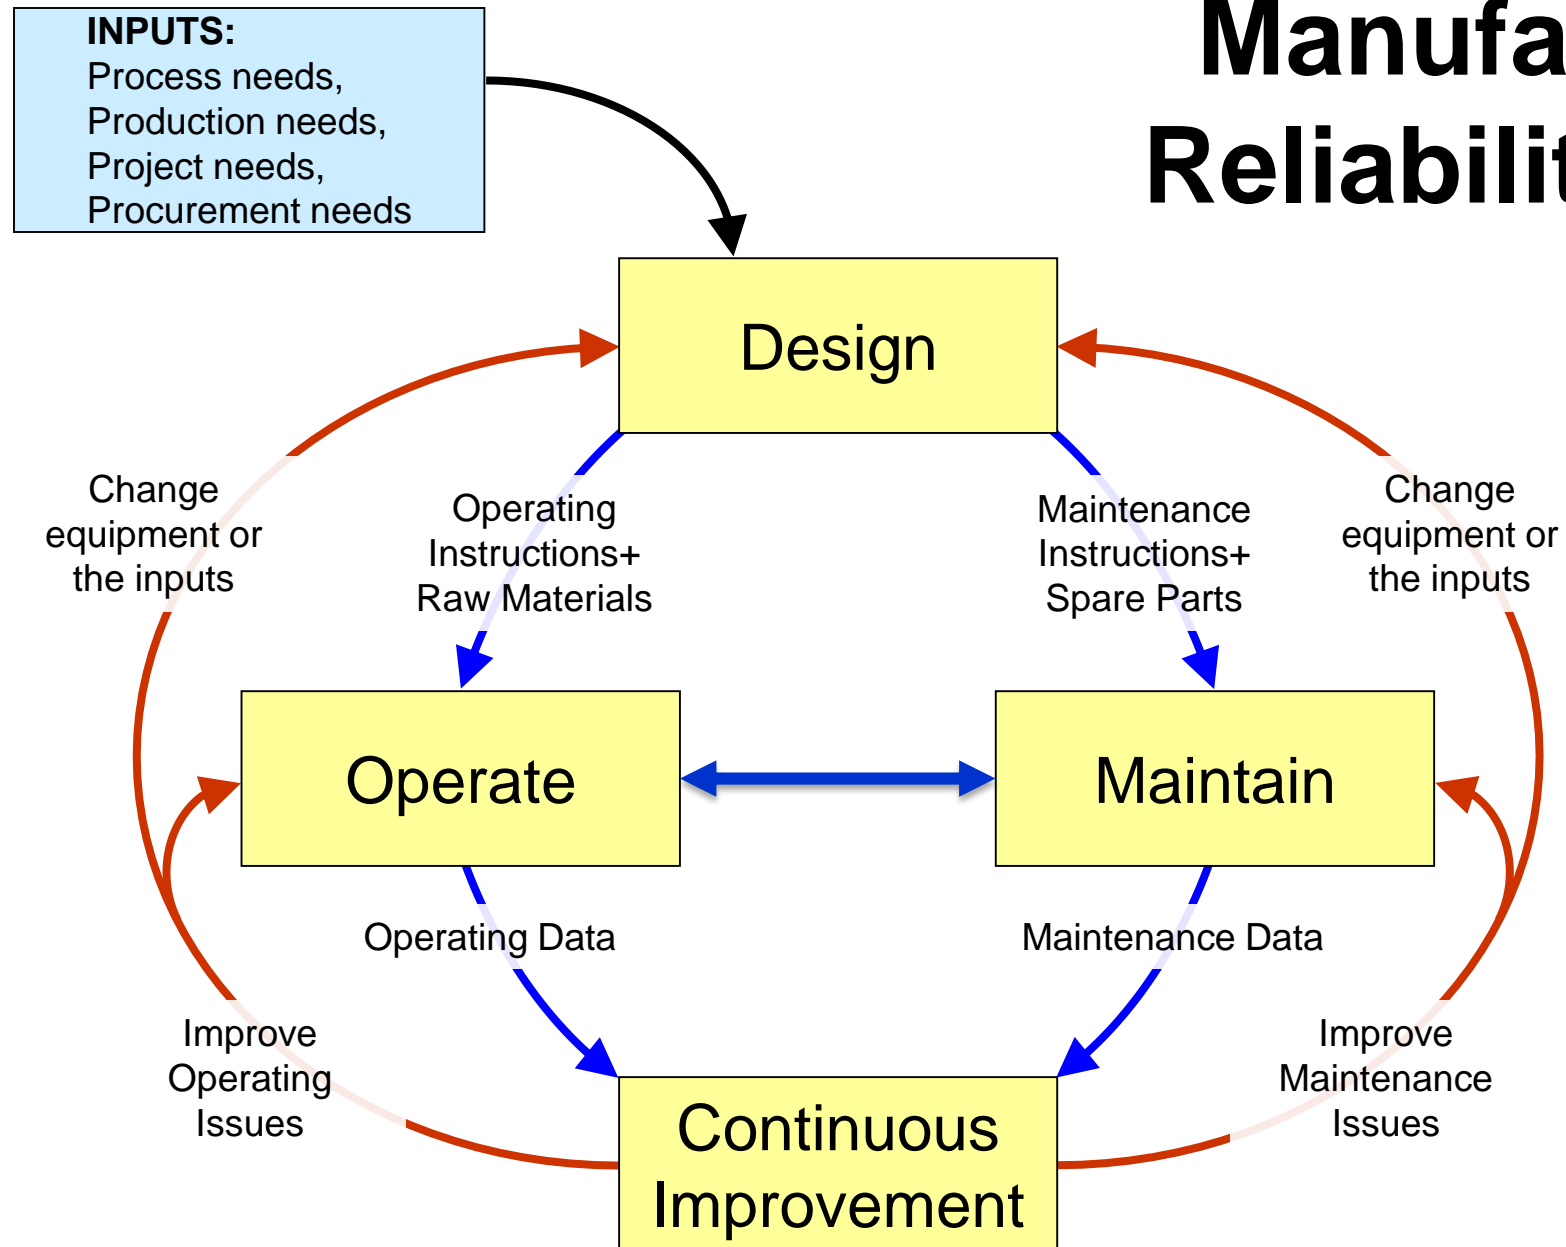 INPUTS:
Process needs,
Production needs,
Project needs,
Procurement needs
Manufa
Reliabilit
Design
Change
equipment or
the inputs
Operating
Instructions+
Raw Materials
Maintenance
Instructions+
Spare Parts
Change
equipment or
the inputs
Operate
Maintain
Operating Data
Maintenance Data
Improve
Operating
Issues
Improve
Maintenance
Issues
Continuous
Improvement